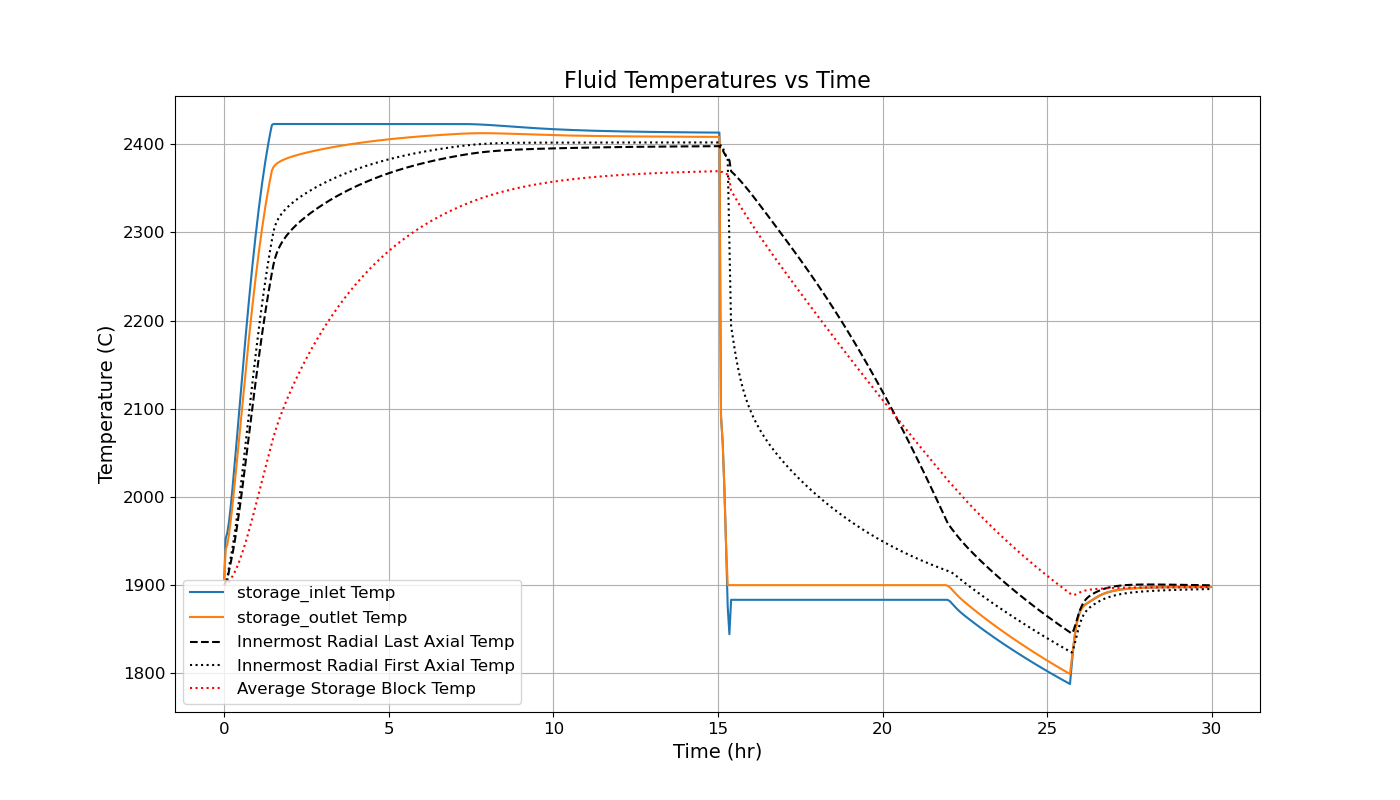 Fluid Temperatures vs Time
Temperature (C)
2400
2300
2200
2100
2000
1900
1800
storage_inlet Temp
storage_outlet Temp
Innermost Radial Last Axial Temp
Innermost Radial First Axial Temp
Average Storage Block Temp
0 5 10 15 20 25 30
Time (hr)